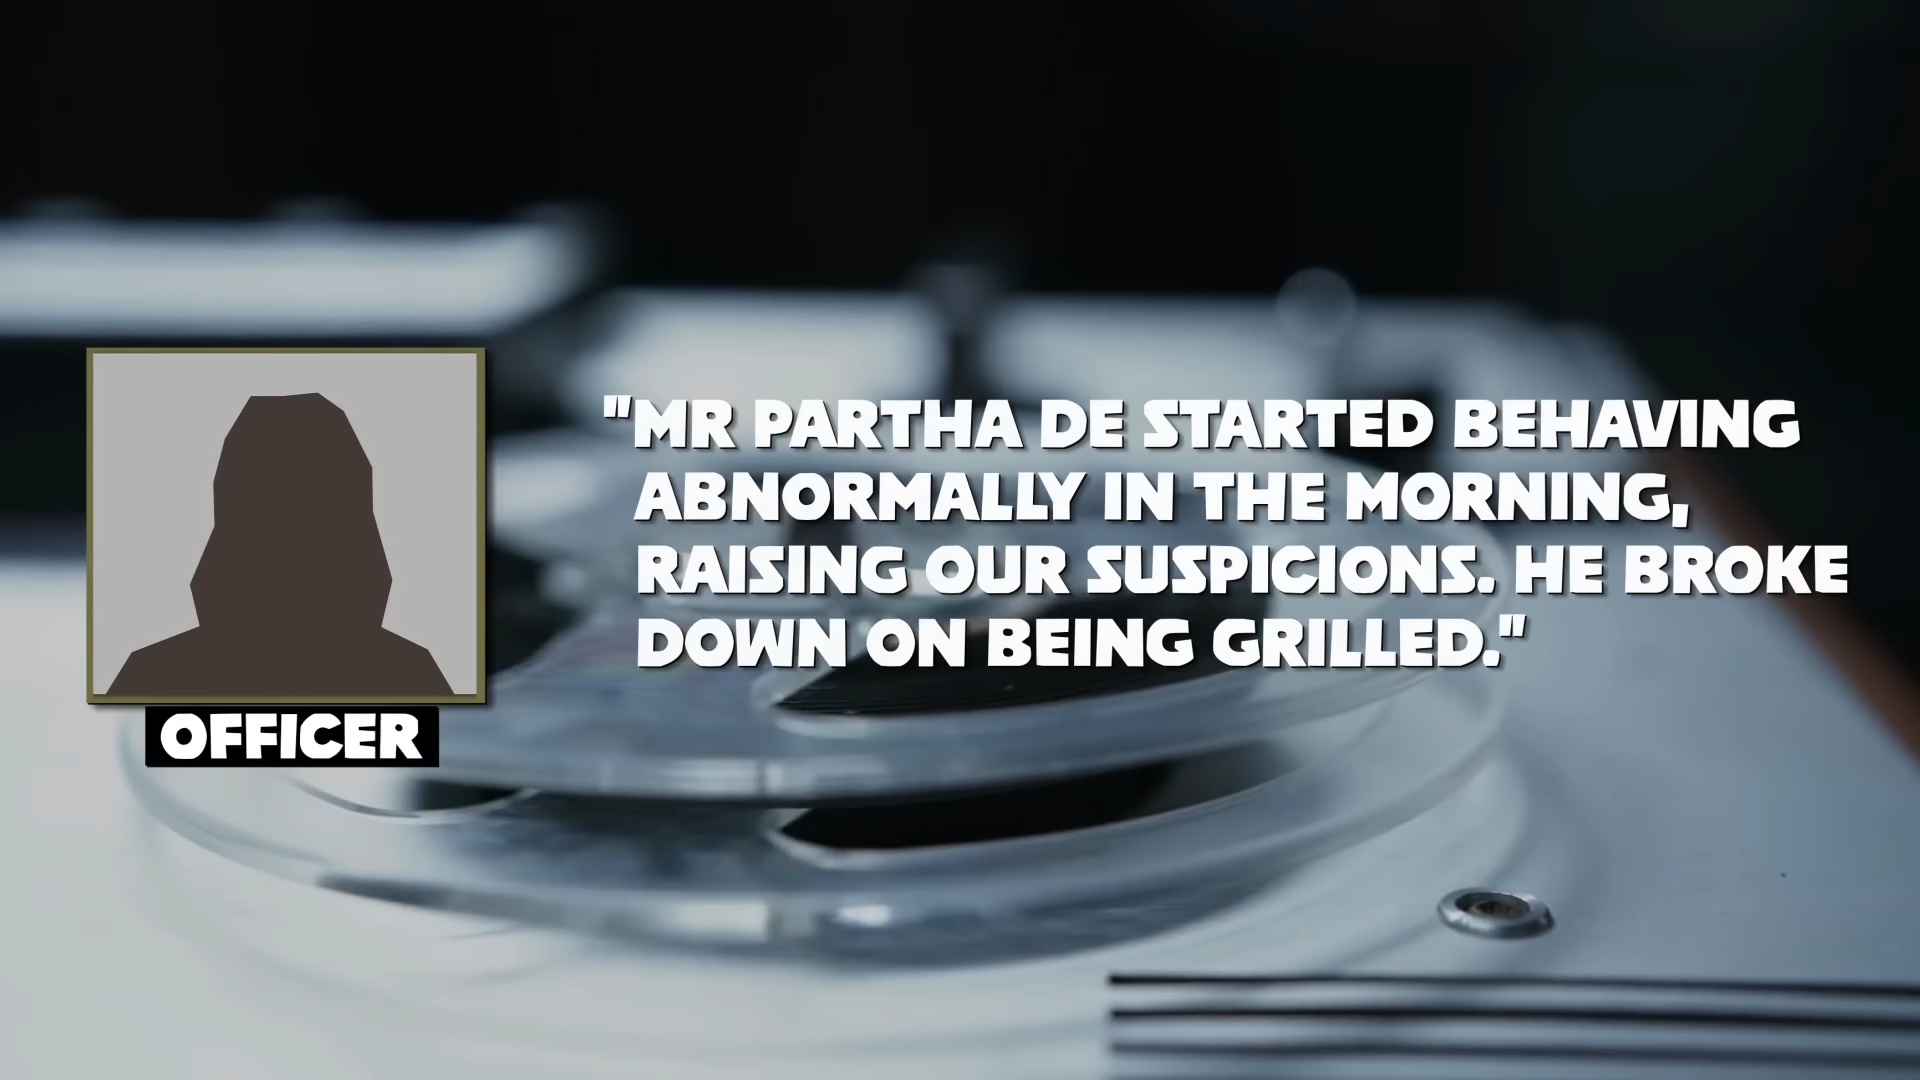 "MR PARTHA DE STARTED BEHAVING
ABNORMALLY IN THE MORNING,
RAISING OUR SUSPICIONS. HE BROKE
DOWN ON BEING GRILLED."
OFFICER